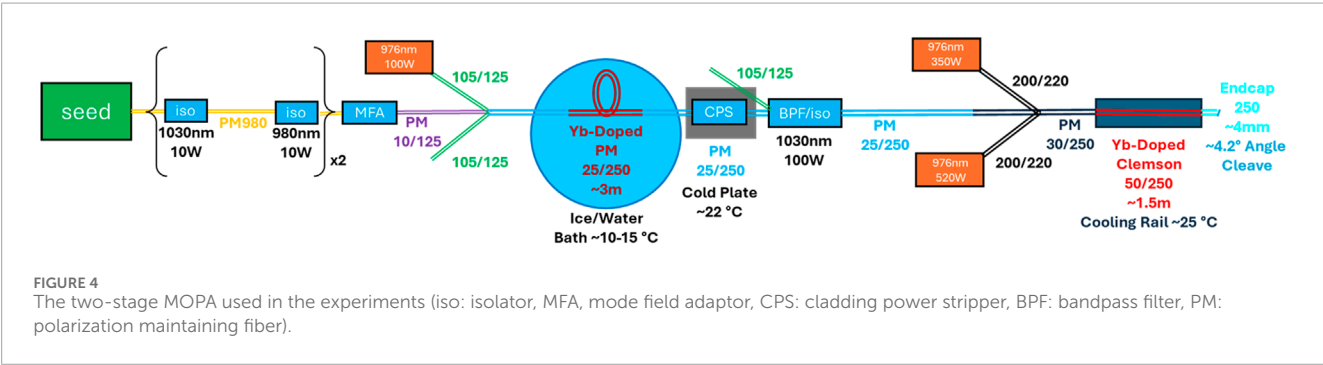 seed
iso
1030nm
10W
PM980
iso
980nm
10W
x2
MFA
PM
10/125
976nm
100W
105/125
105/125
Yb-Doped
PM
25/250
~3m
Ice/Water
Bath ~10-15 °C
CPS
PM
25/250
Cold Plate
~22 °C
105/125
BPF/iso
1030nm
100W
PM
25/250
976nm
350W
200/220
976nm
520W
200/220
PM
30/250
Yb-Doped
Clemson
50/250
~1.5m
Cooling Rail ~25 °C
Endcap
250
~4mm
~4.2° Angle
Cleave
FIGURE 4
The two-stage MOPA used in the experiments (iso: isolator, MFA, mode field adaptor, CPS: cladding power stripper, BPF: bandpass filter, PM:
polarization maintaining fiber).